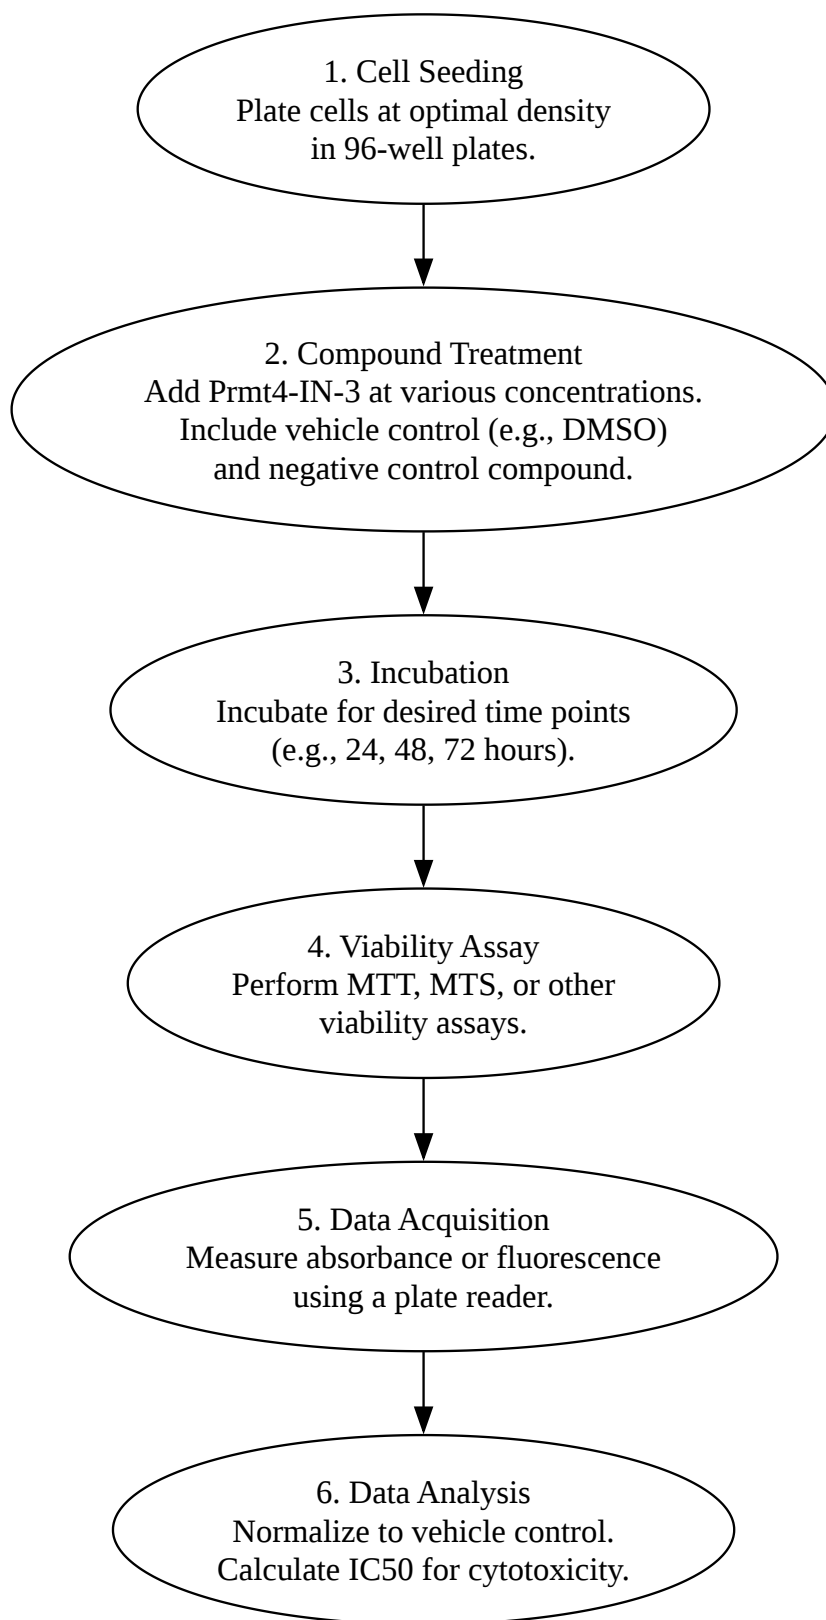 1. Cell Seeding
Plate cells at optimal density
in 96-well plates.
2. Compound Treatment
Add Prmt4-IN-3 at various concentrations.
Include vehicle control (e.g., DMSO)
and negative control compound.
3. Incubation
Incubate for desired time points
(e.g., 24, 48, 72 hours).
4. Viability Assay
Perform MTT, MTS, or other
viability assays.
5. Data Acquisition
Measure absorbance or fluorescence
using a plate reader.
6. Data Analysis
Normalize to vehicle control.
Calculate IC50 for cytotoxicity.